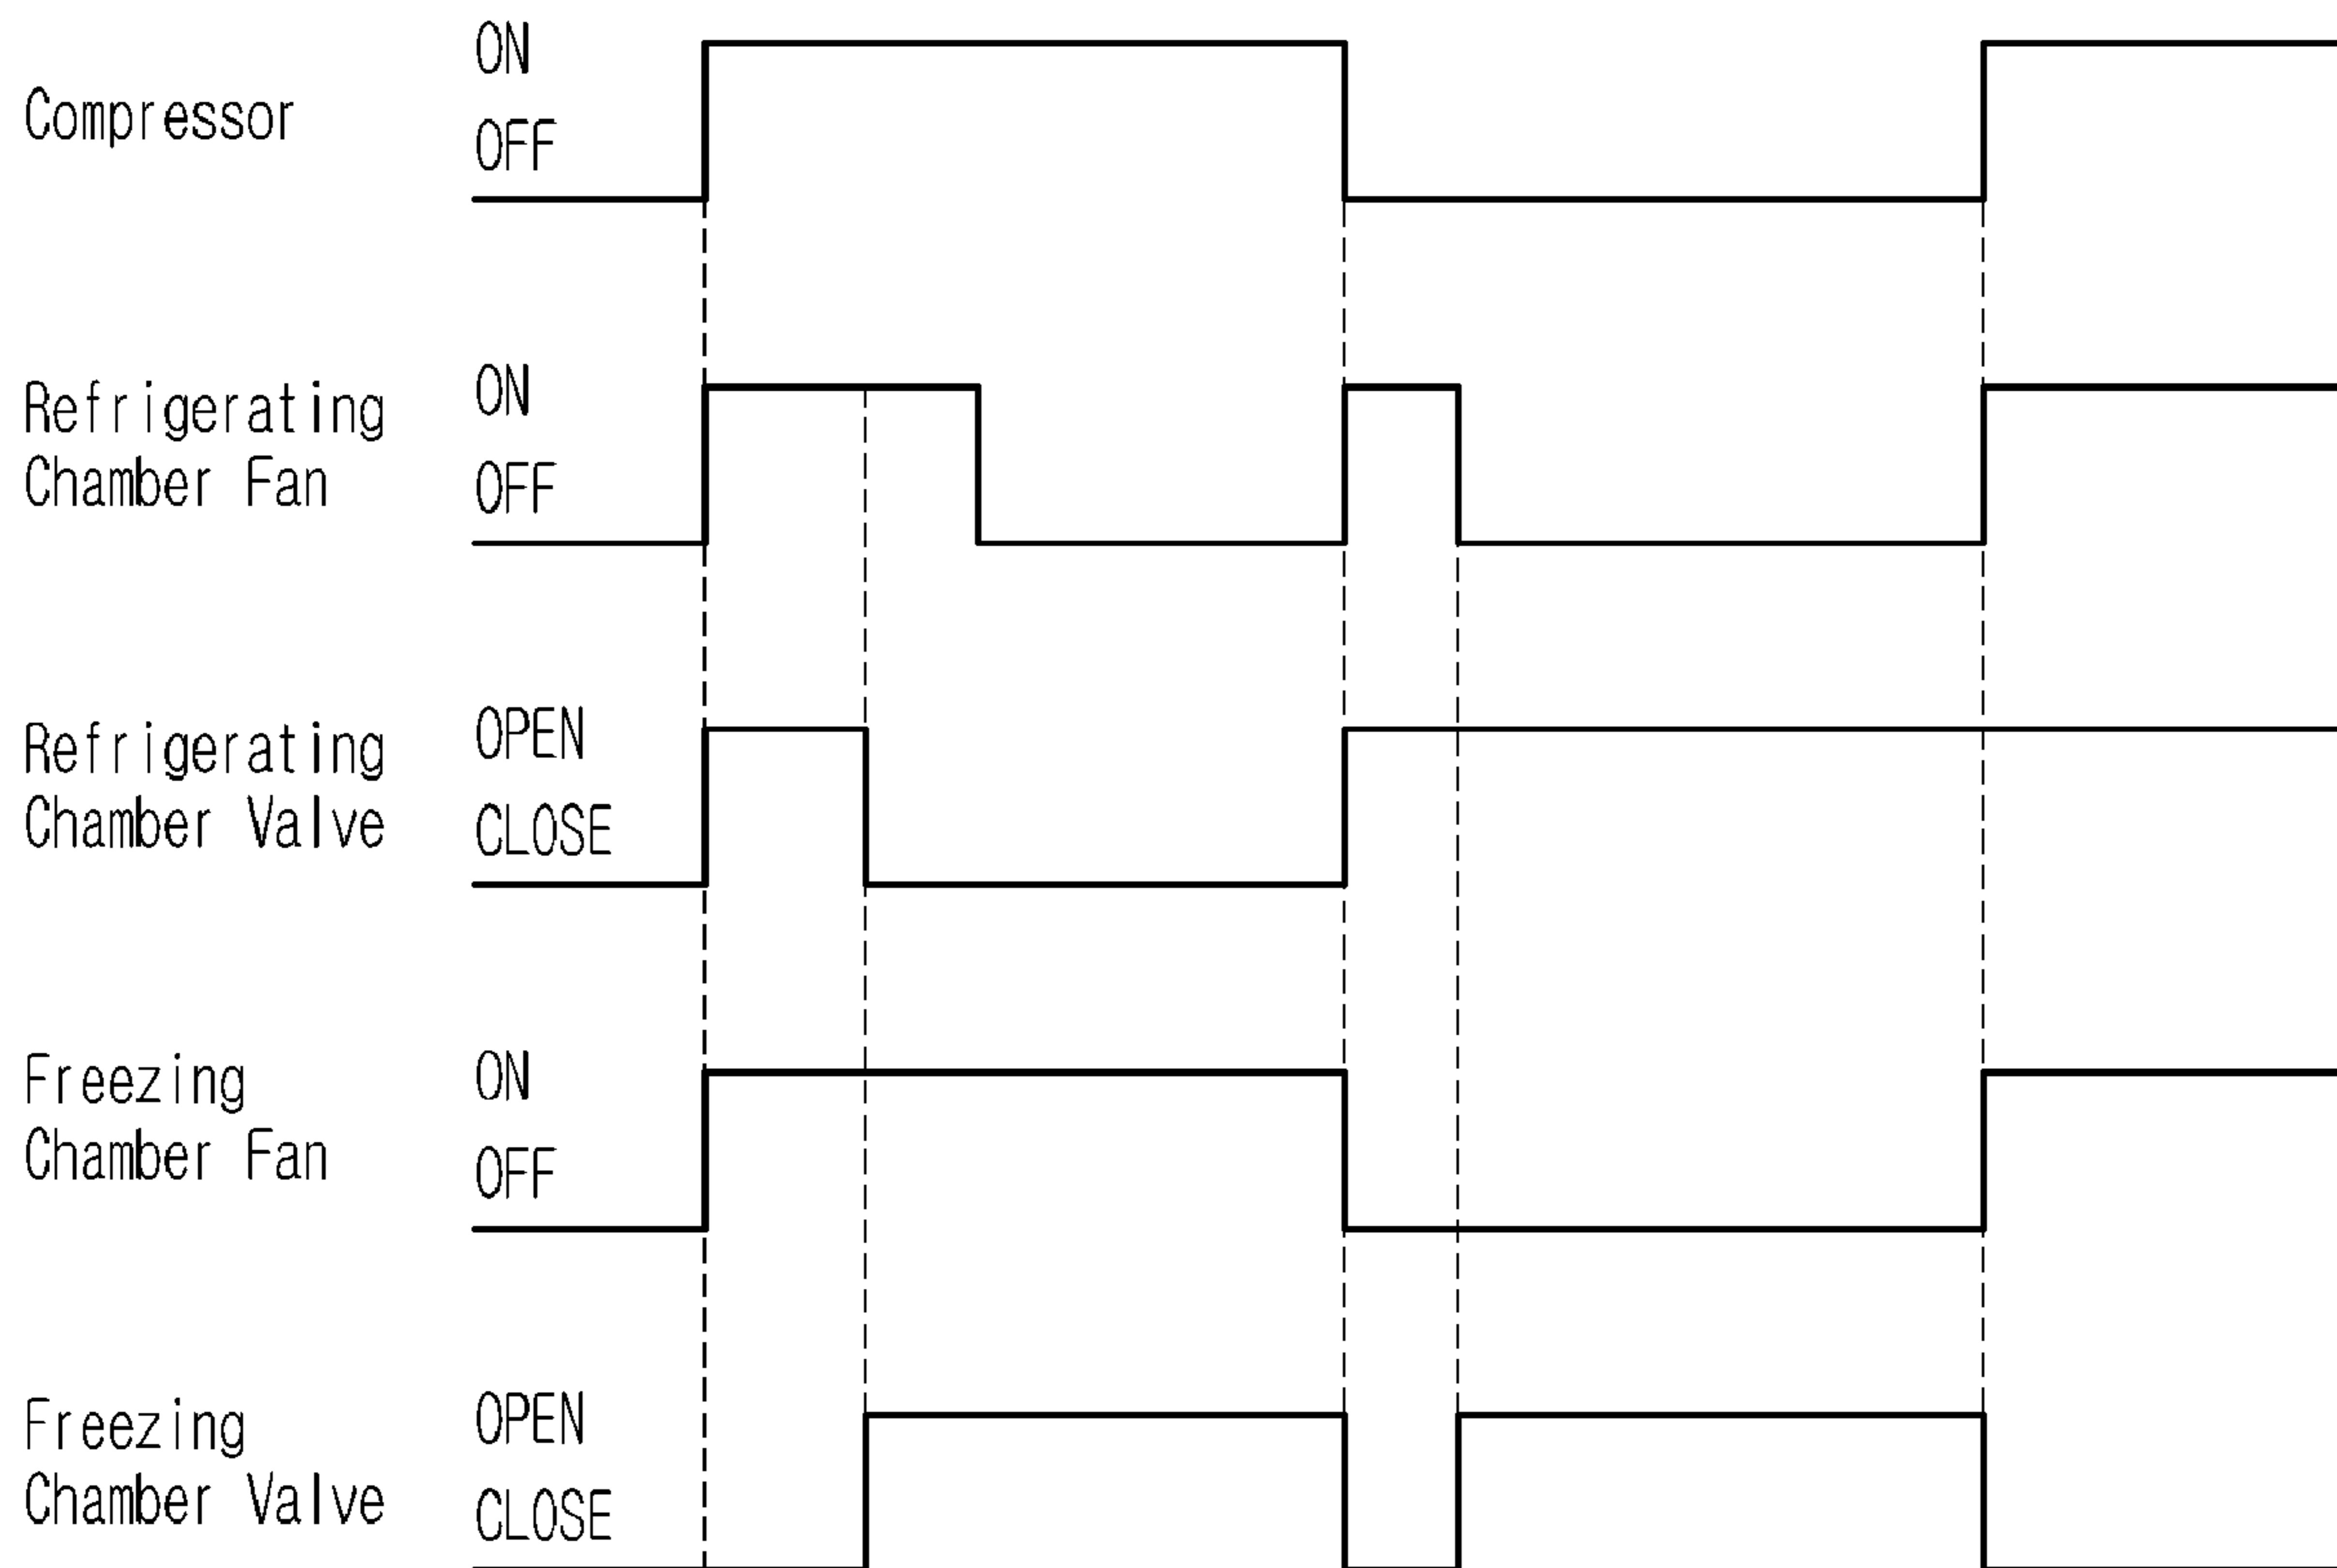 ON
Compressor
OFF
ON
Refrigerating
Chamber Fan
OFF
OPEN
Refrigerating
Chamber Valve
CLOSE
ON
Freezing
Chamber Fan
OFF
OPEN
Freezing
Chamber Valve
CLOSE